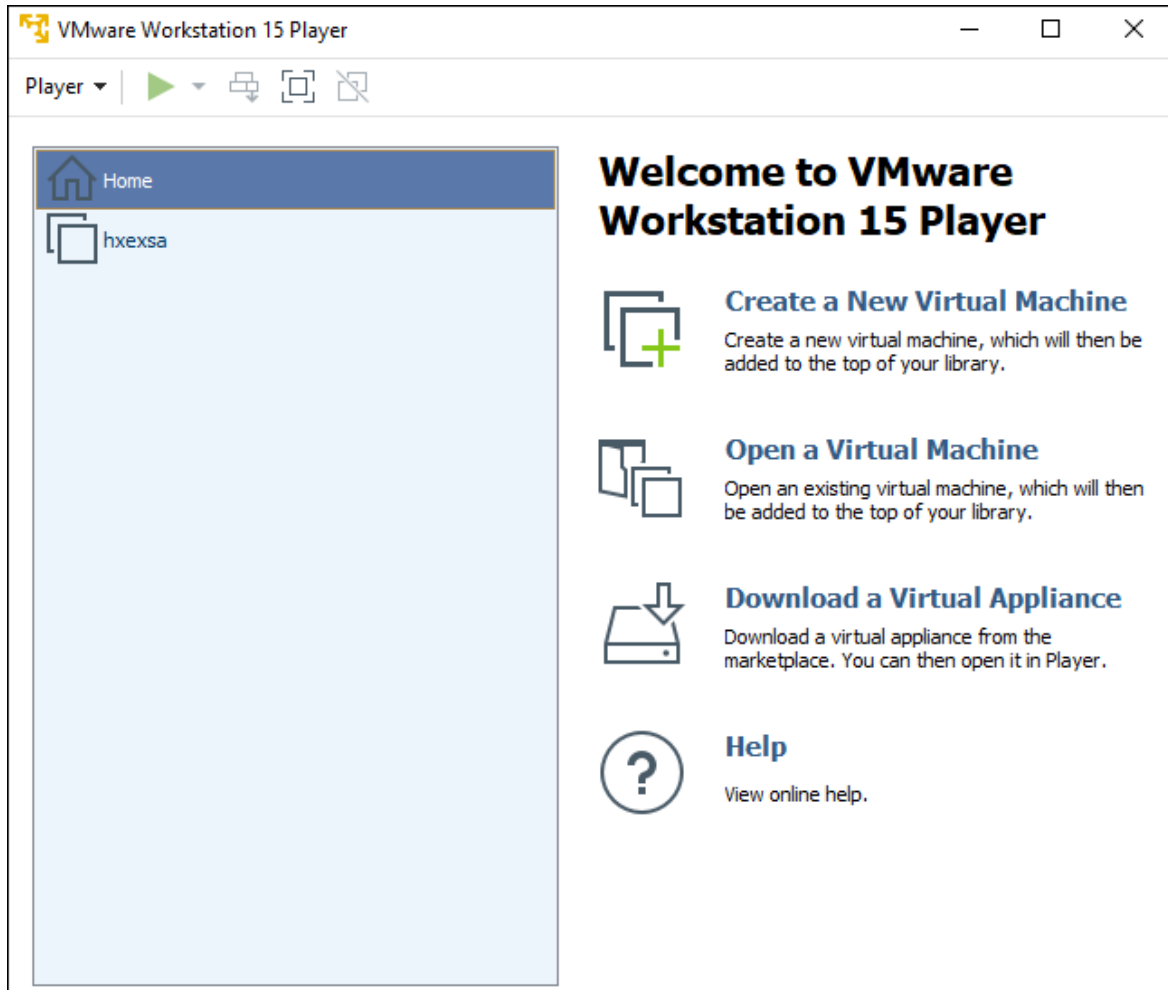 VMware Workstation 15 Player
Player
Home
hxexsa
Welcome to VMware
Workstation 15 Player
Create a New Virtual Machine
Create a new virtual machine, which will then be
added to the top of your library.
Open a Virtual Machine
Open an existing virtual machine, which will then
be added to the top of your library.
Download a Virtual Appliance
Download a virtual appliance from the
marketplace. You can then open it in Player.
Help
View online help.